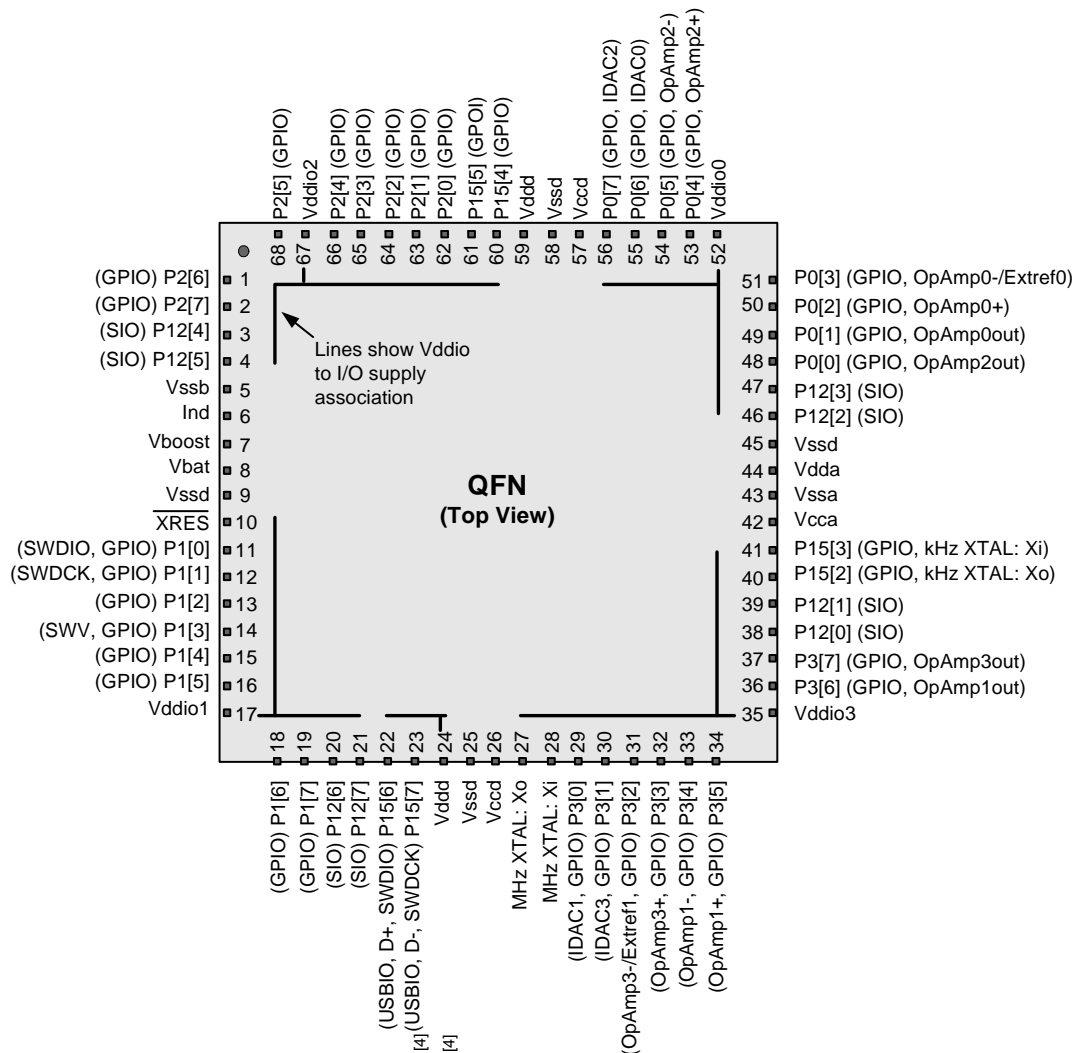 P2[5] (GPIO)
Vddio2
P2[4] (GPIO)
P2[3] (GPIO)
P2[2] (GPIO)
P2[1] (GPIO)
P2[0] (GPIO)
P15[5] (GPOI)
P15[4] (GPIO)
Vddd
Vssd
Vccd
P0[7] (GPIO, IDAC2)
P0[6] (GPIO, IDAC0)
P0[5] (GPIO, OpAmp2-)
P0[4] (GPIO, OpAmp2+)
Vddio0
68
67
66
65
64
63
62
61
60
59
58
57
56
55
54
53
52
(GPIO) P2[6] 1
(GPIO) P2[7] 2
(SIO) P12[4] 3
(SIO) P12[5] 4
Vssb 5
Ind 6
Vboost 7
Vbat 8
Vssd 9
XRES 10
(SWDIO, GPIO) P1[0] 11
(SWDCK, GPIO) P1[1] 12
(GPIO) P1[2] 13
(SWV, GPIO) P1[3] 14
(GPIO) P1[4] 15
(GPIO) P1[5] 16
Vddio1 17
Lines show Vddio
to I/O supply
association
QFN
(Top View)
51 P0[3] (GPIO, OpAmp0-/Extref0)
50 P0[2] (GPIO, OpAmp0+)
49 P0[1] (GPIO, OpAmp0out)
48 P0[0] (GPIO, OpAmp2out)
47 P12[3] (SIO)
46 P12[2] (SIO)
45 Vssd
44 Vdda
43 Vssa
42 Vcca
41 P15[3] (GPIO, kHz XTAL: Xi)
40 P15[2] (GPIO, kHz XTAL: Xo)
39 P12[1] (SIO)
38 P12[0] (SIO)
37 P3[7] (GPIO, OpAmp3out)
36 P3[6] (GPIO, OpAmp1out)
35 Vddio3
18
19
20
21
22
23
24
25
26
27
28
29
30
31
32
33
34
(GPIO) P1[6]
(GPIO) P1[7]
(SIO) P12[6]
(SIO) P12[7]
(USBIO, D+, SWDIO) P15[6]
(USBIO, D-, SWDCK) P15[7]
Vddd
Vssd
Vccd
MHz XTAL: Xo
MHz XTAL: Xi
(IDAC1, GPIO) P3[0]
(IDAC3, GPIO) P3[1]
(OpAmp3-/Extref1, GPIO) P3[2]
(OpAmp3+, GPIO) P3[3]
(OpAmp1-, GPIO) P3[4]
(OpAmp1+, GPIO) P3[5]
[4]
[4]